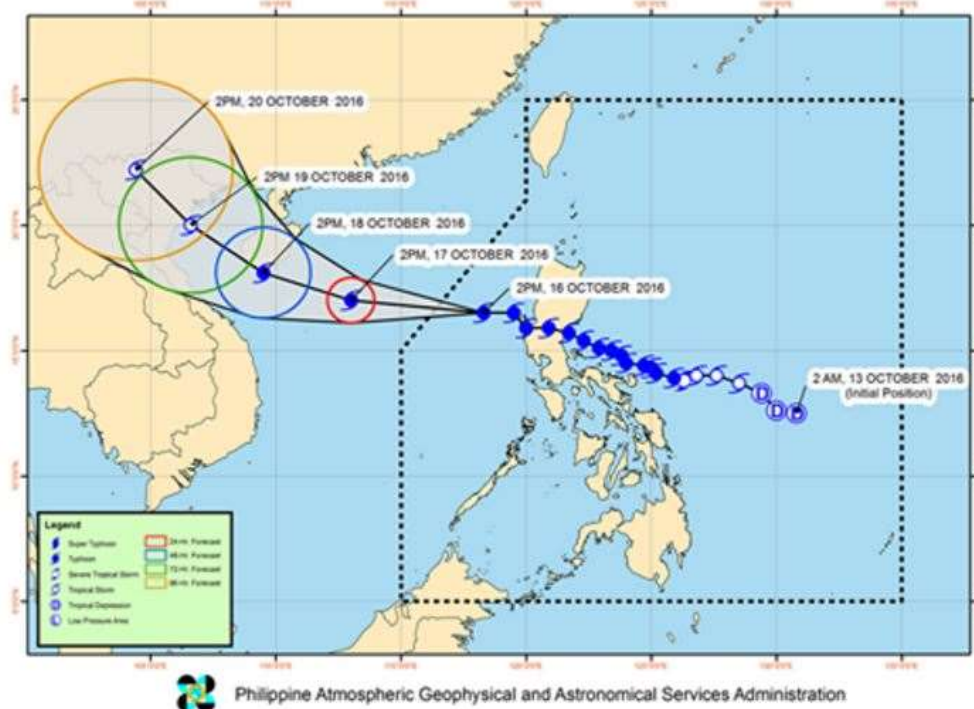 2PM, 20 OCTOBER 2016
2PM 19 OCTOBER 2016
2PM, 18 OCTOBER 2016
2PM, 17 OCTOBER 2016
2PM, 16 OCTOBER 2016
2 AM, 13 OCTOBER 2016
(Initial Position)
D
D
D
Legend
Super Typhoon
Typhoon
Severe Tropical Storm
Tropical Storm
Tropical Depression
Low Pressure Area
24 Hr. Forecast
48 Hr. Forecast
72 Hr. Forecast
96 Hr. Forecast
Philippine Atmospheric Geophysical and Astronomical Services Administration